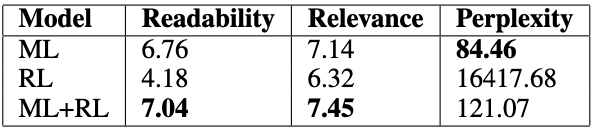 Model Readability Relevance Perplexity
ML 6.76 7.14 84.46
RL 4.18 6.32 16417.68
ML+RL 7.04 7.45 121.07